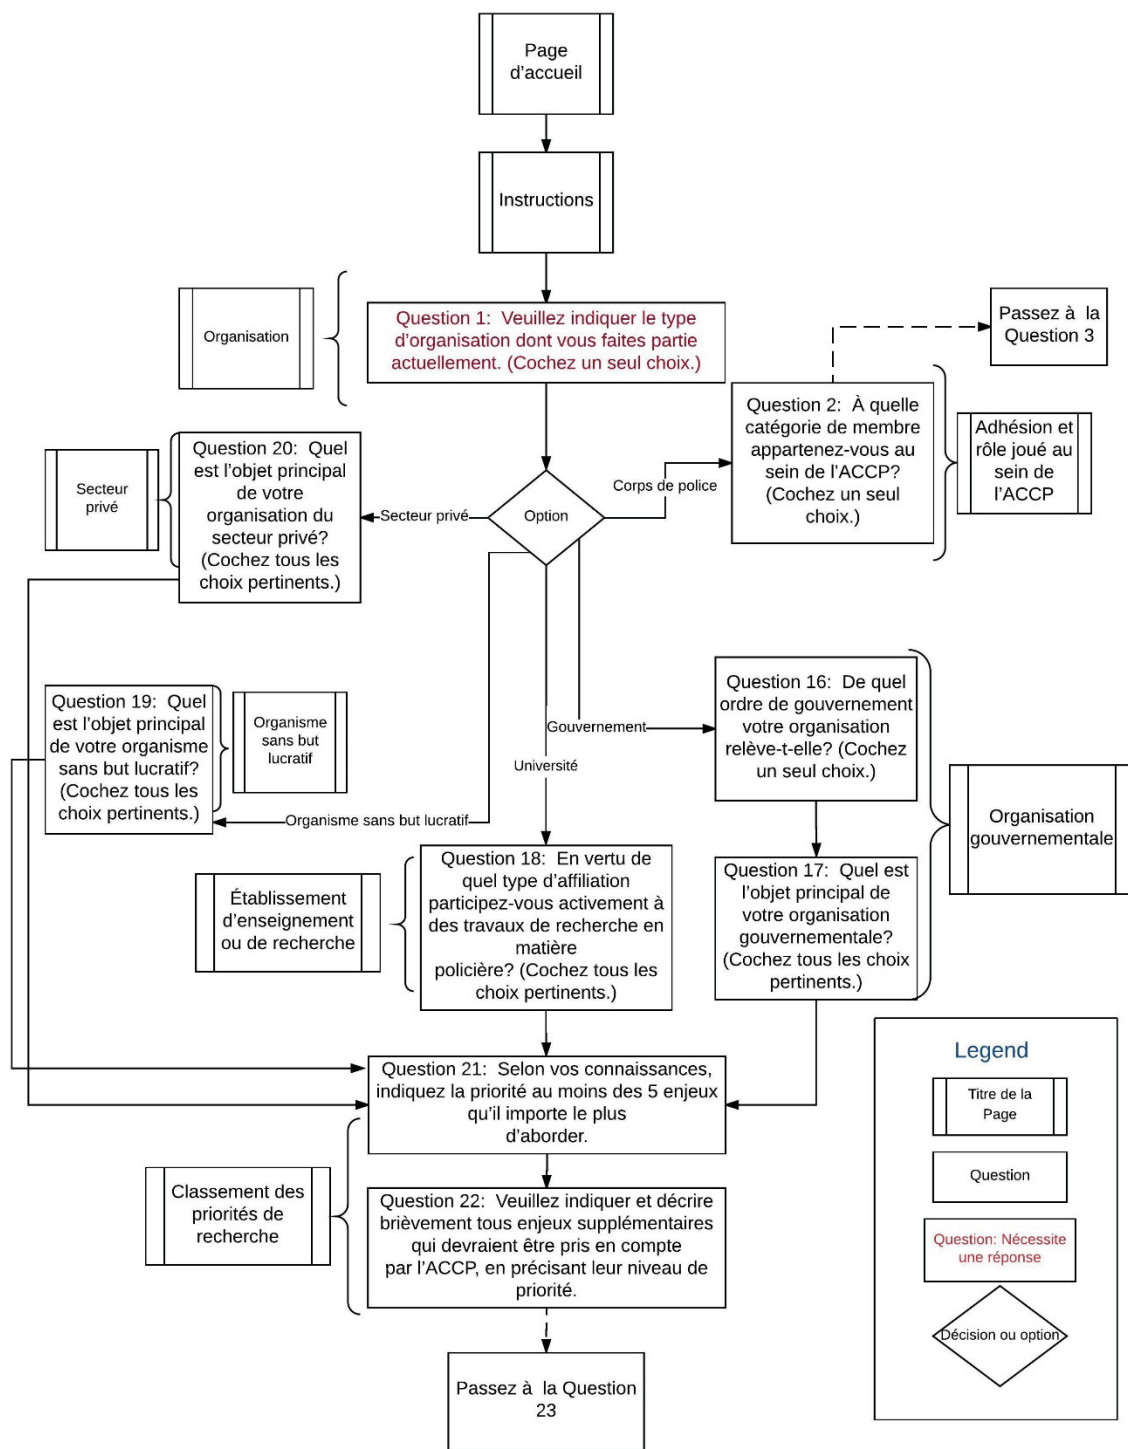 Page
d’accueil
Instructions
Organisation
Question 1:  Veuillez indiquer le type
d’organisation dont vous faites partie
actuellement. (Cochez un seul choix.)
Passez à  la
Question 3
Question 2:  À quelle
catégorie de membre
appartenez-vous au
sein de l’ACCP?
(Cochez un seul
choix.)
Adhésion et
rôle joué au
sein de
l’ACCP
Secteur
privé
Question 20:  Quel
est l’objet principal
de votre
organisation du
secteur privé?
(Cochez tous les
choix pertinents.)
Secteur privé
Option
Corps de police
Question 19:  Quel
est l’objet principal
de votre organisme
sans but lucratif?
(Cochez tous les
choix pertinents.)
Organisme
sans but
lucratif
Organisme sans but lucratif
Université
Gouvernement
Question 16:  De quel
ordre de gouvernement
votre organisation
relève-t-elle? (Cochez
un seul choix.)
Organisation
gouvernementale
Question 17:  Quel est
l’objet principal de
votre organisation
gouvernementale?
(Cochez tous les choix
pertinents.)
Établissement
d’enseignement
ou de recherche
Question 18:  En vertu de
quel type d’affiliation
participez-vous activement à
des travaux de recherche en
matière
policière? (Cochez tous les
choix pertinents.)
Question 21:  Selon vos connaissances,
indiquez la priorité au moins des 5 enjeux
qu’il importe le plus
d’aborder.
Classement des
priorités de
recherche
Question 22:  Veuillez indiquer et décrire
brièvement tous enjeux supplémentaires
qui devraient être pris en compte
par l’ACCP, en précisant leur niveau de
priorité.
Passez à  la Question
23
Legend
Titre de la
Page
Question
Question: Nécessite
une réponse
Décision ou option